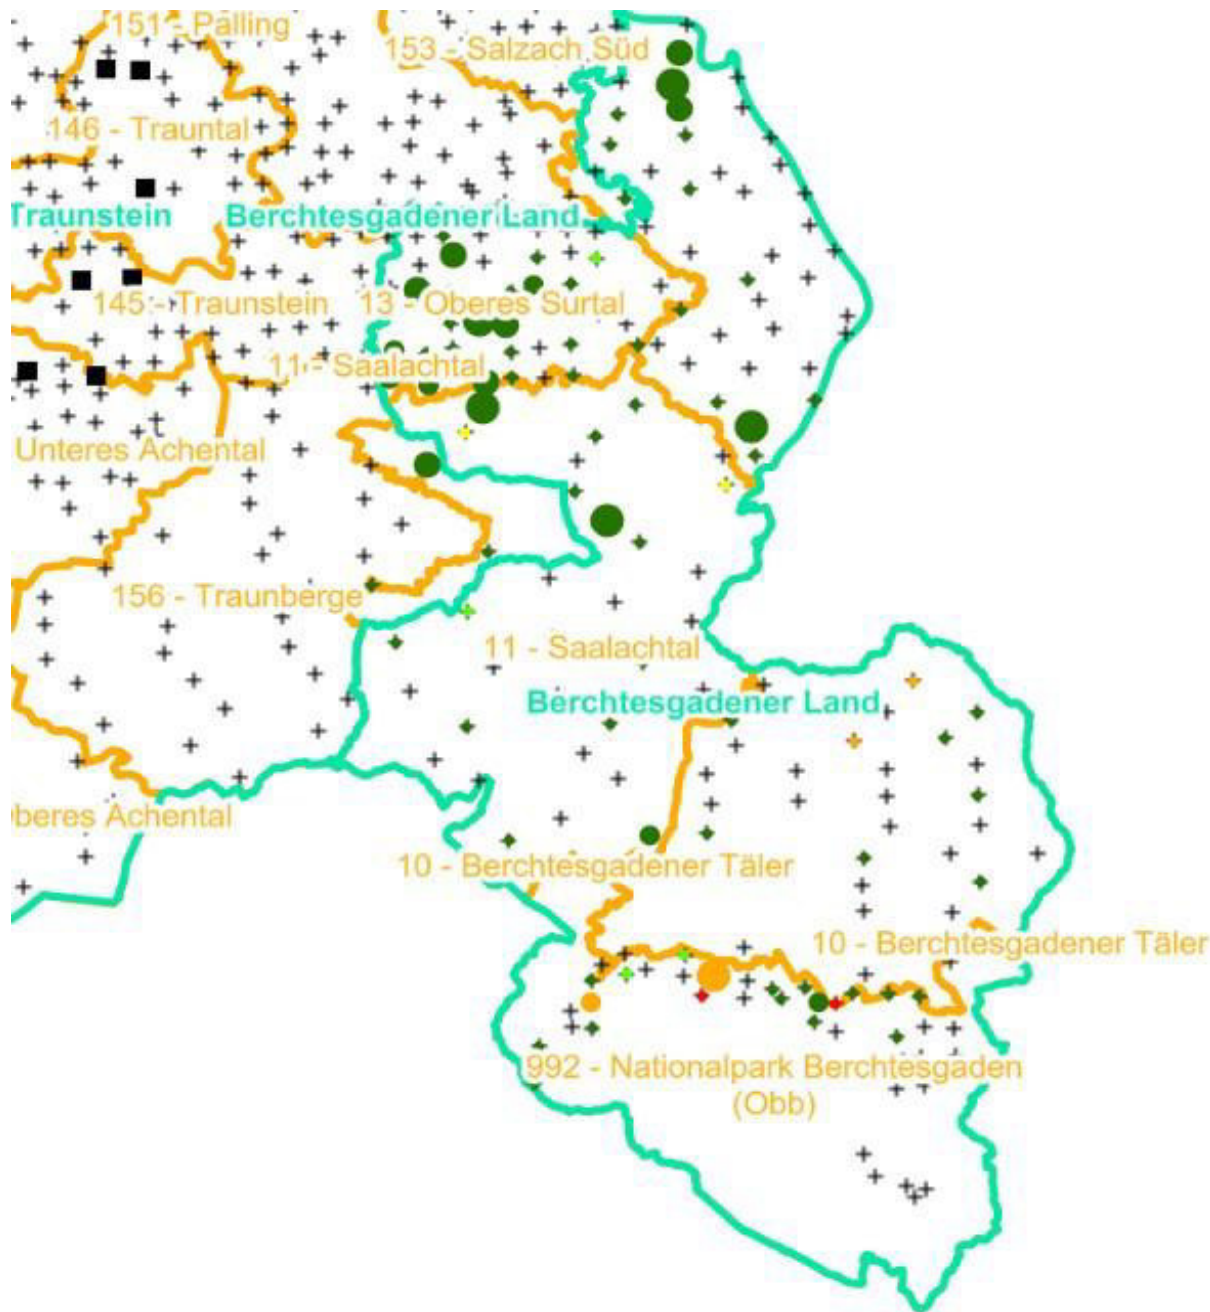 151 - Palling
153 - Salzach Süd
146 - Trauntal
Traunstein
Berchtesgadener Land
145 - Traunstein
13 - Oberes Surtal
11 - Saalachtal
Unteres Achental
156 - Traunberge
11 - Saalachtal
Berchtesgadener Land
beres Achental
10 - Berchtesgadener Täler
10 - Berchtesgadener Täler
992 - Nationalpark Berchtesgaden
(Obb)